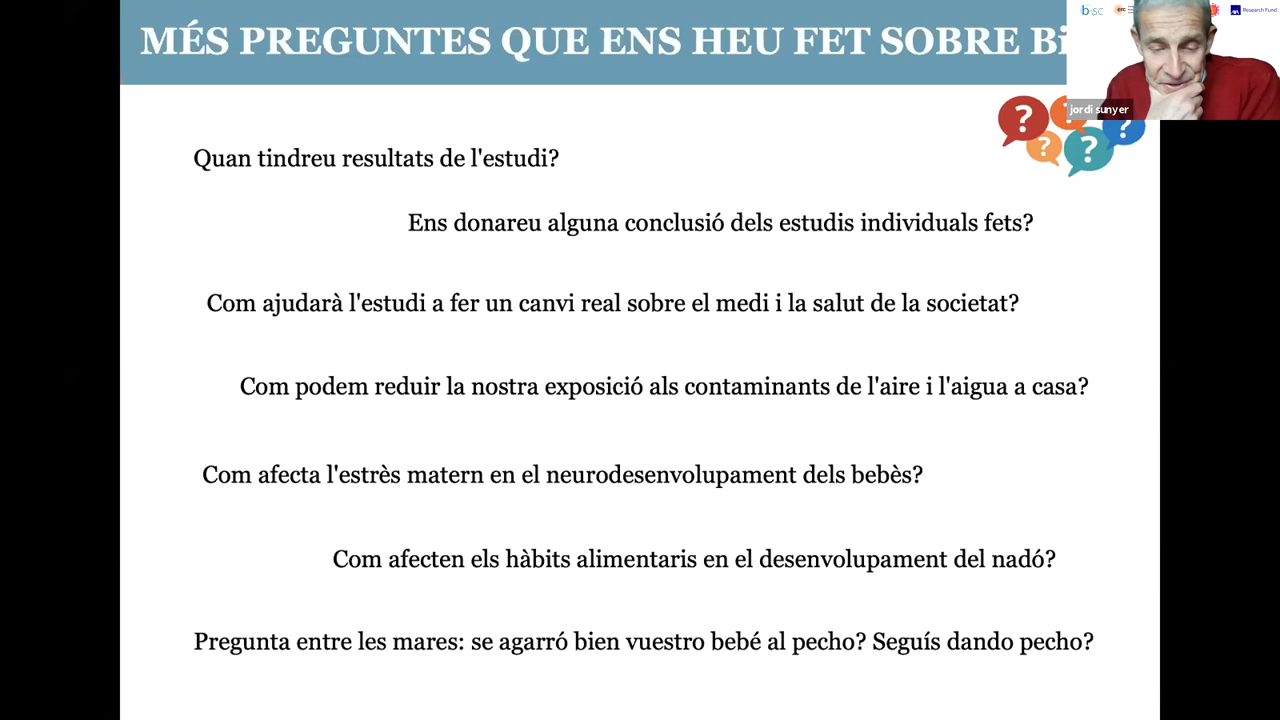 MÉS PREGUNTES QUE ENS HEU FET SOBRE Bi
jordi sunyer
Quan tindreu resultats de l'estudi?
Ens donareu alguna conclusió dels estudis individuals fets?
Com ajudarà l'estudi a fer un canvi real sobre el medi i la salut de la societat?
Com podem reduir la nostra exposició als contaminants de l'aire i l'aigua a casa?
Com afecta l'estrès matern en el neurodesenvolupament dels bebès?
Com afecten els hàbits alimentaris en el desenvolupament del nadó?
Pregunta entre les mares: se agarró bien vuestro bebé al pecho? Seguís dando pecho?
bisc
erc
Research Fund
? ? ? ? ?